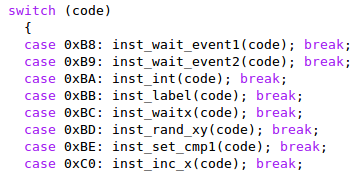 switch (code)
{
case 0xB8: inst_wait_event1(code); break;
case 0xB9: inst_wait_event2(code); break;
case 0xBA: inst_int(code); break;
case 0xBB: inst_label(code); break;
case 0xBC: inst_waitx(code); break;
case 0xBD: inst_rand_xy(code); break;
case 0xBE: inst_set_cmp1(code); break;
case 0xC0: inst_inc_x(code); break;